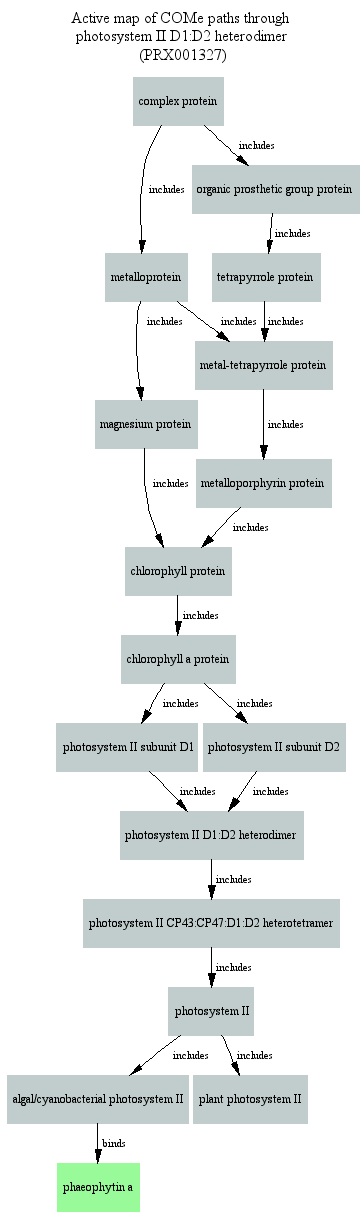 Active map of COMe paths through
photosystem II D1:D2 heterodimer
(PRX001327)
complex protein
includes
includes
organic prosthetic group protein
includes
metalloprotein
tetrapyrrole protein
includes
includes
includes
metal-tetrapyrrole protein
magnesium protein
includes
includes
metalloporphyrin protein
includes
chlorophyll protein
includes
chlorophyll a protein
includes
includes
photosystem II subunit D1
photosystem II subunit D2
includes
includes
photosystem II D1:D2 heterodimer
includes
photosystem II CP43:CP47:D1:D2 heterotetramer
includes
photosystem II
includes
includes
algal/cyanobacterial photosystem II
plant photosystem II
binds
phaeophytin a